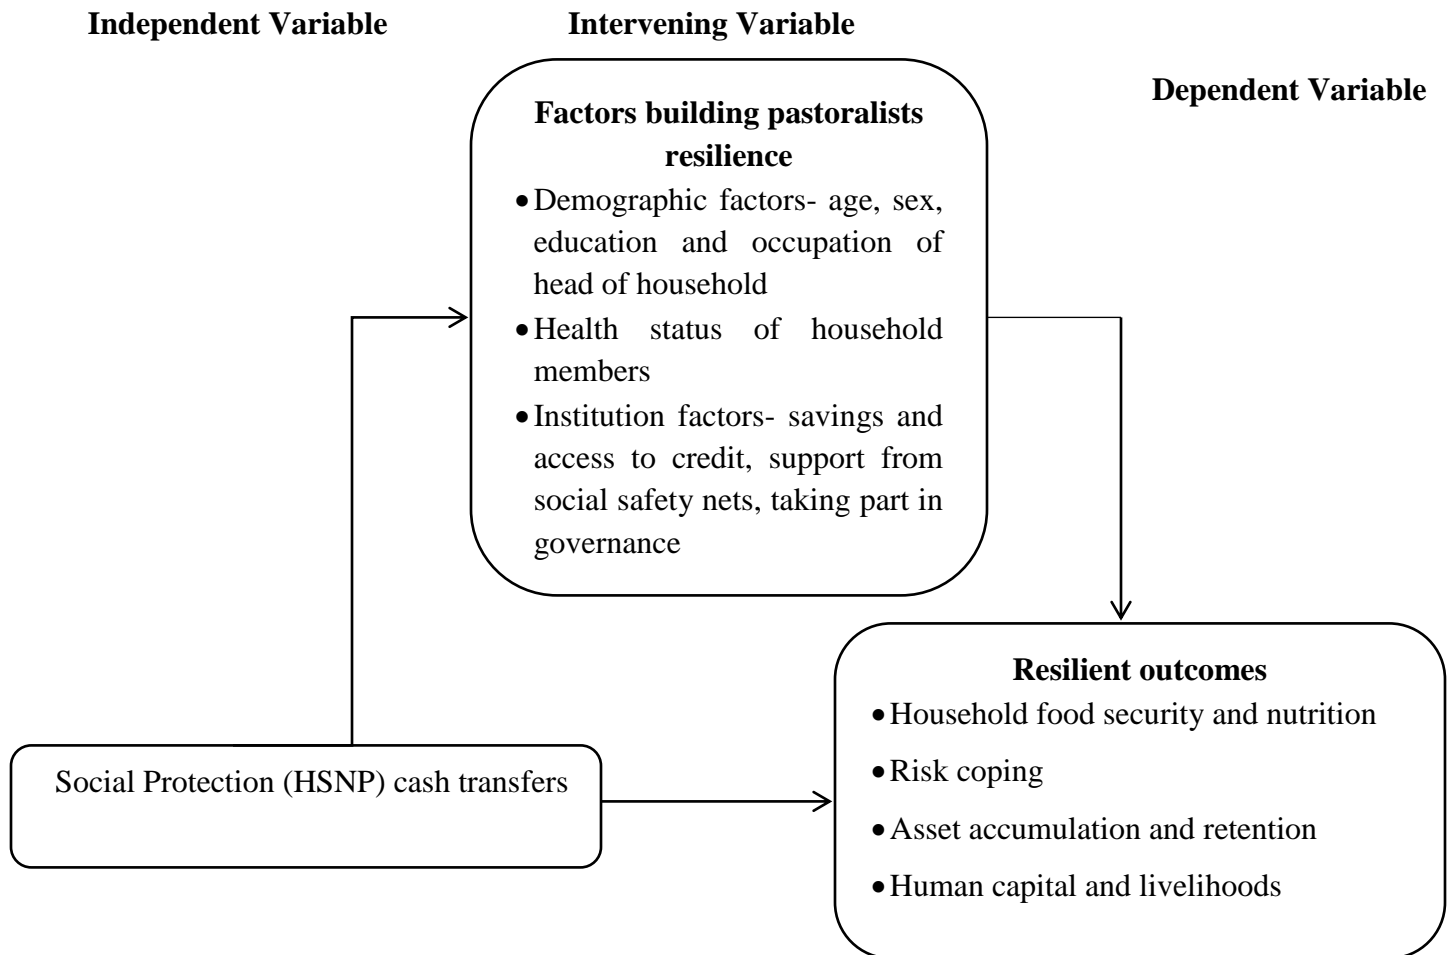 Independent Variable
Intervening Variable
Dependent Variable
Factors building pastoralists
resilience
•Demographic factors- age, sex,
education and occupation of
head of household
•Health status of household
members
•Institution factors- savings and
access to credit, support from
social safety nets, taking part in
governance
Social Protection (HSNP) cash transfers
Resilient outcomes
•Household food security and nutrition
•Risk coping
•Asset accumulation and retention
•Human capital and livelihoods